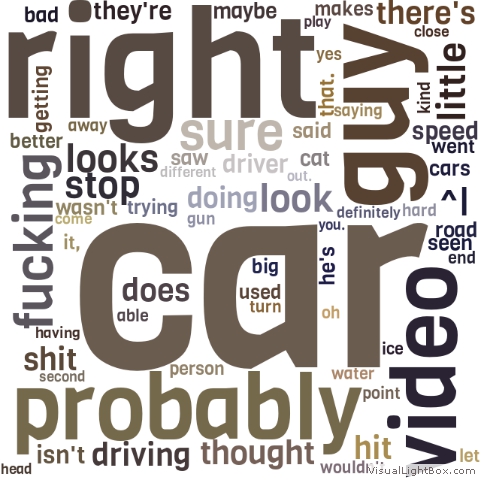 bad
they're
maybe
makes
there's
play
close
right
getting
yes
that.
guy
kind
little
away
saying
better
sure
said
speed
looks
saw
driver
cat
went
different
out.
cars
stop
fucking
doing
look
^|
wasn't
trying
definitely
hard
come
gun
you.
road
it,
car
he's
seen
big
end
does
used
video
able
turn
oh
having
ice
shit
person
water
second
probably
point
isn't
driving
thought
hit
wouldn't
let
head
VisualLightBox.com